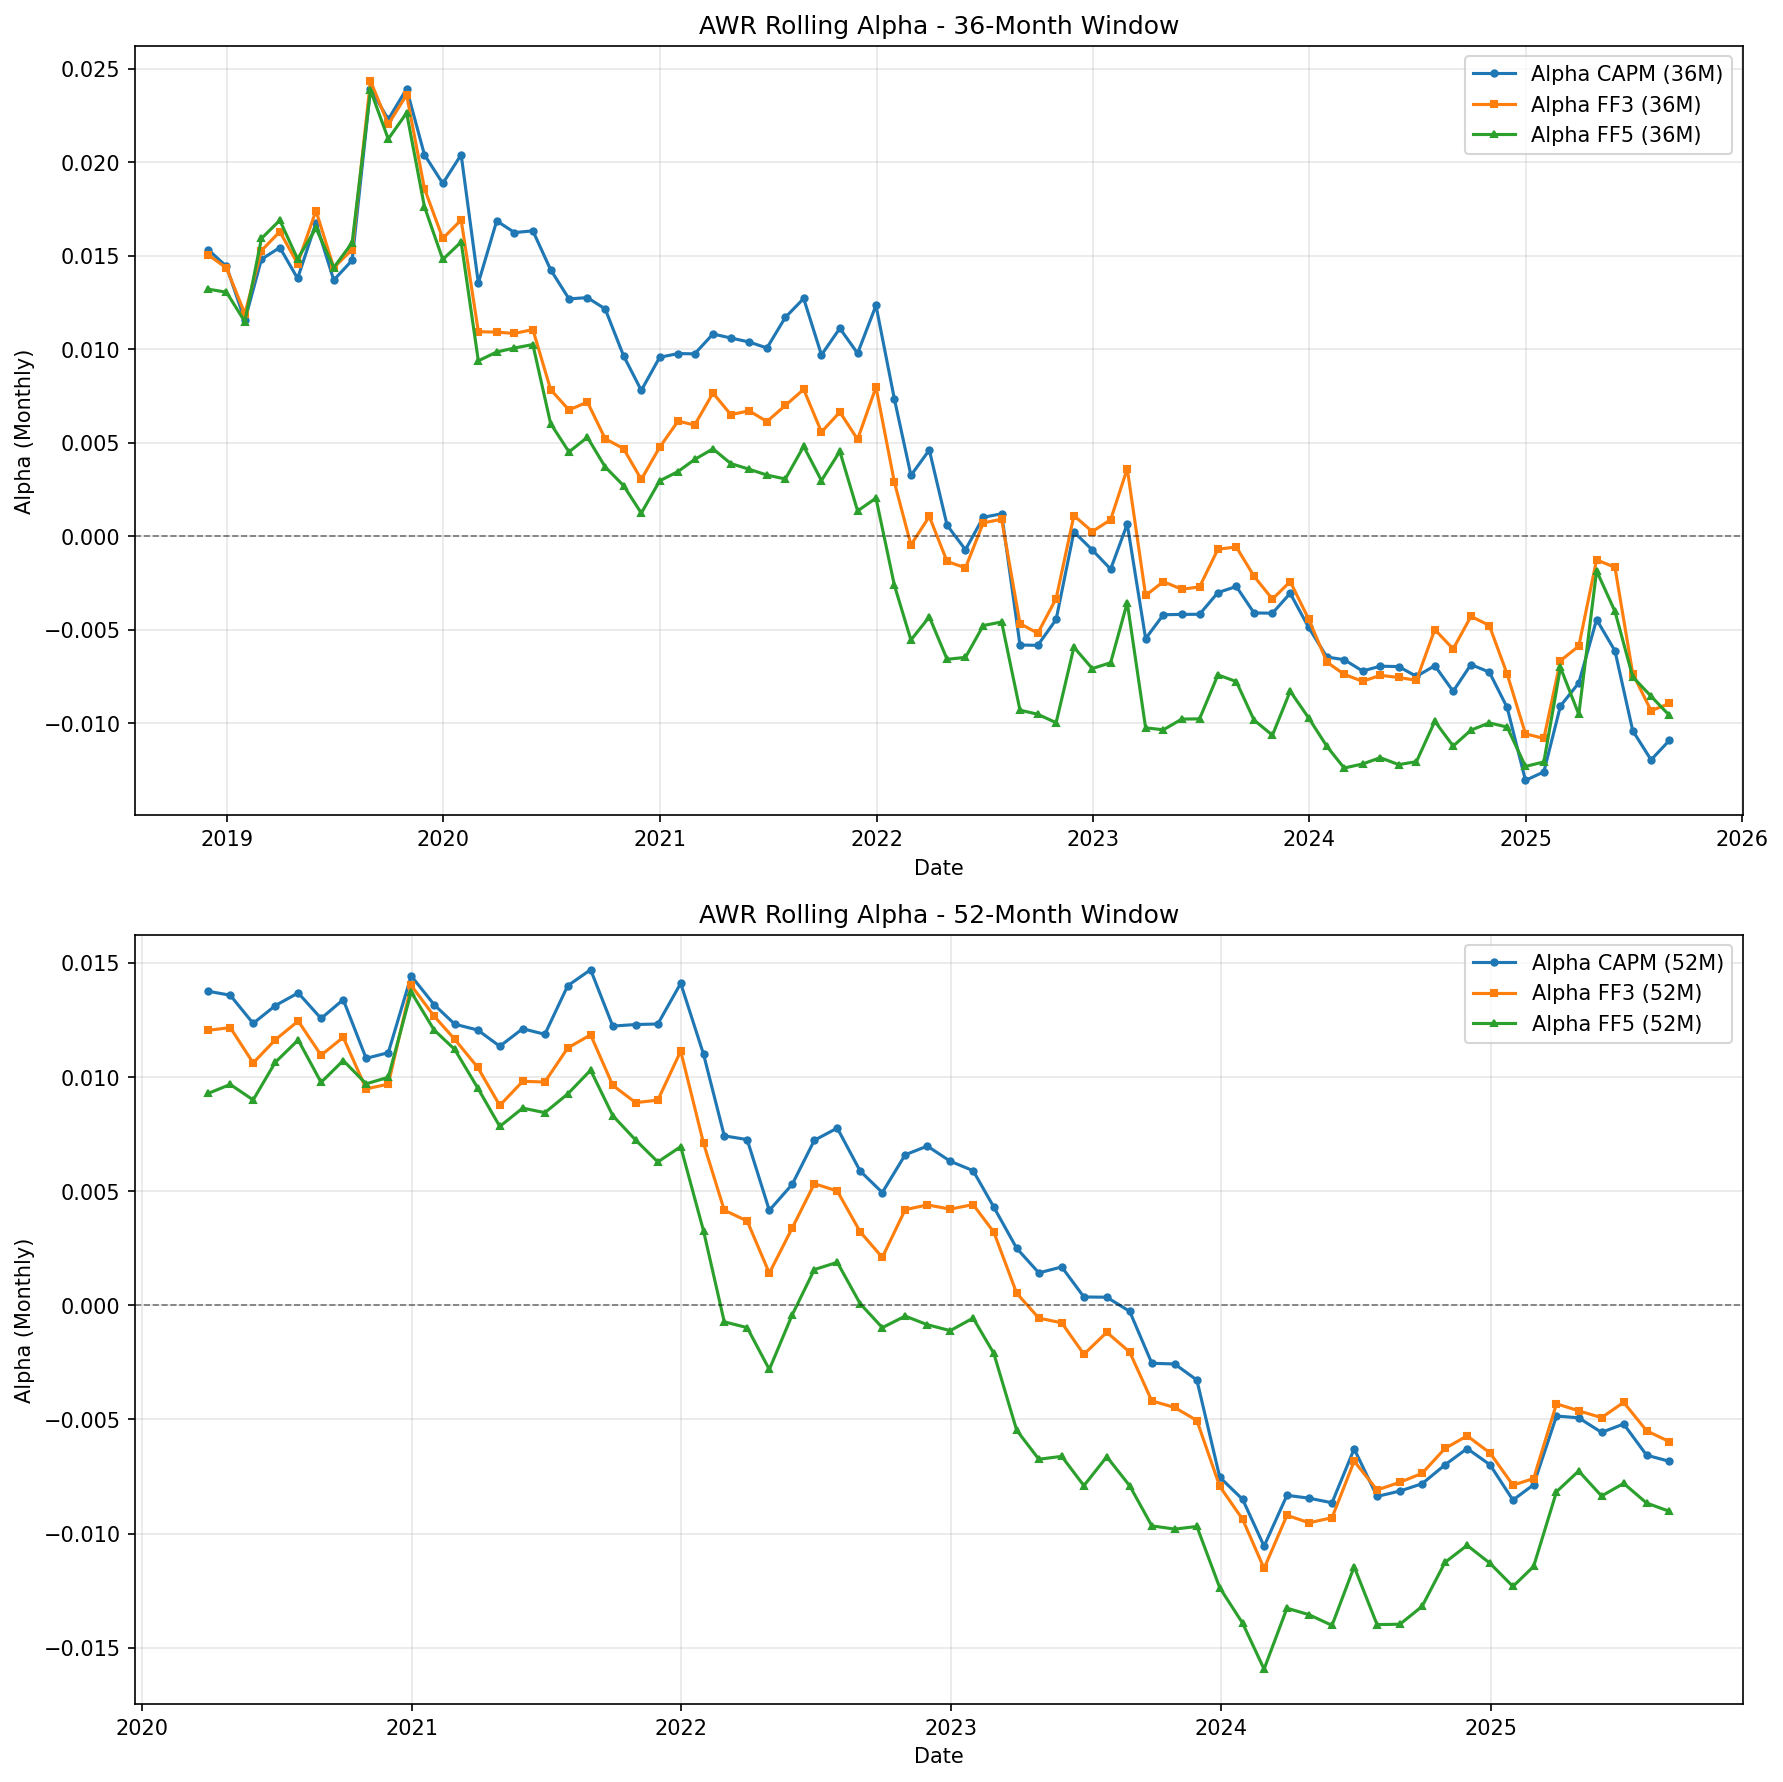 AWR Rolling Alpha - 36-Month Window
Alpha CAPM (36M)
Alpha FF3 (36M)
Alpha FF5 (36M)
Alpha (Monthly)
0.025
0.020
0.015
0.010
0.005
0.000
−0.005
−0.010
2019 2020 2021 2022 2023 2024 2025 2026
Date
AWR Rolling Alpha - 52-Month Window
Alpha CAPM (52M)
Alpha FF3 (52M)
Alpha FF5 (52M)
Alpha (Monthly)
0.015
0.010
0.005
0.000
−0.005
−0.010
−0.015
2020 2021 2022 2023 2024 2025
Date